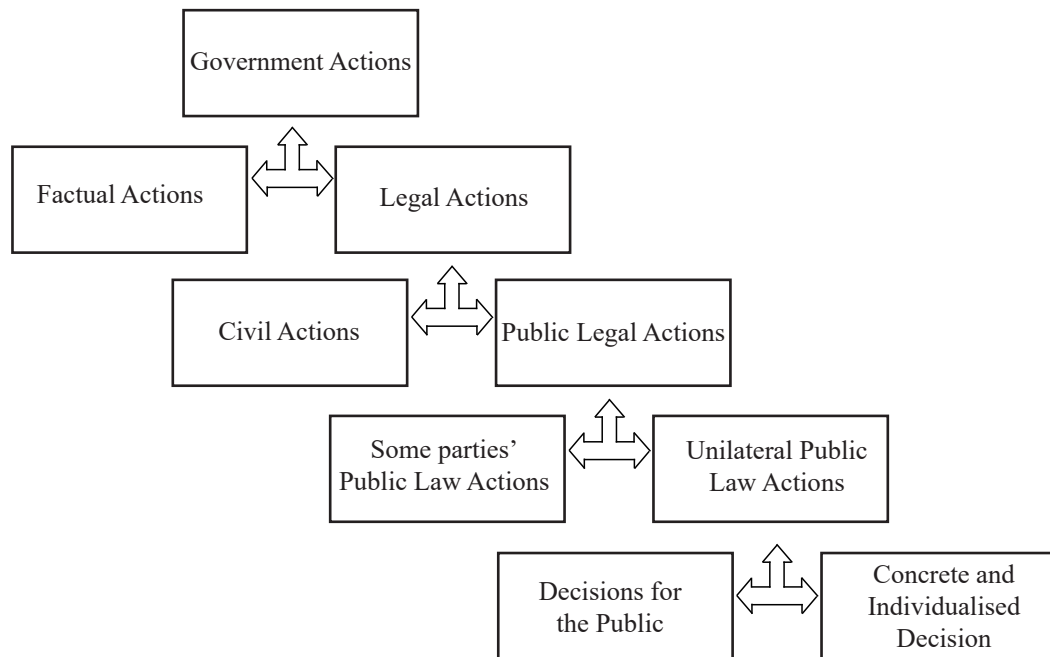 Government Actions
Factual Actions
Legal Actions
Civil Actions
Public Legal Actions
Some parties’
Public Law Actions
Unilateral Public
Law Actions
Decisions for
the Public
Concrete and
Individualised
Decision